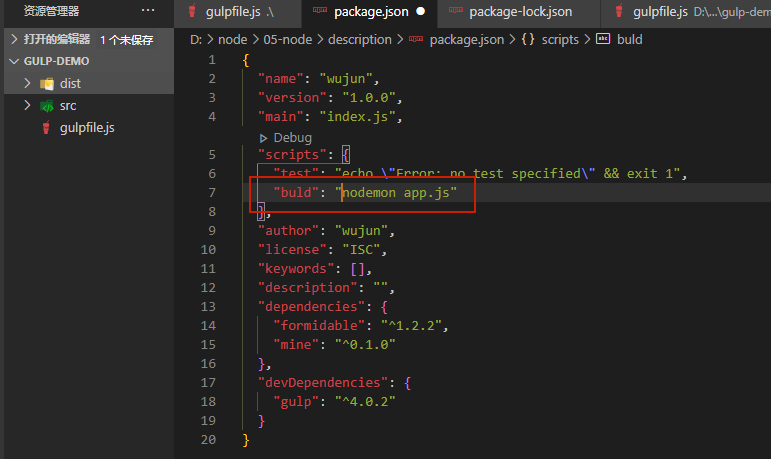 资源管理器 ... gulpfile.js .\ package.json ● package-lock.json gulpfile.js D:\...\gulp-dem
打开的编辑器 1 个未保存 D: > node > 05-node > description > package.json > { } scripts > abc buld
GULP-DEMO
dist
src
gulpfile.js
1 {
2 "name": "wujun",
3 "version": "1.0.0",
4 "main": "index.js",
Debug
5 "scripts": {
6 "test": "echo \"Error: no test specified\" && exit 1",
7 "buld": "nodemon app.js"
8 },
9 "author": "wujun",
10 "license": "ISC",
11 "keywords": [],
12 "description": "",
13 "dependencies": {
14 "formidable": "^1.2.2",
15 "mine": "^0.1.0"
16 },
17 "devDependencies": {
18 "gulp": "^4.0.2"
19 }
20 }